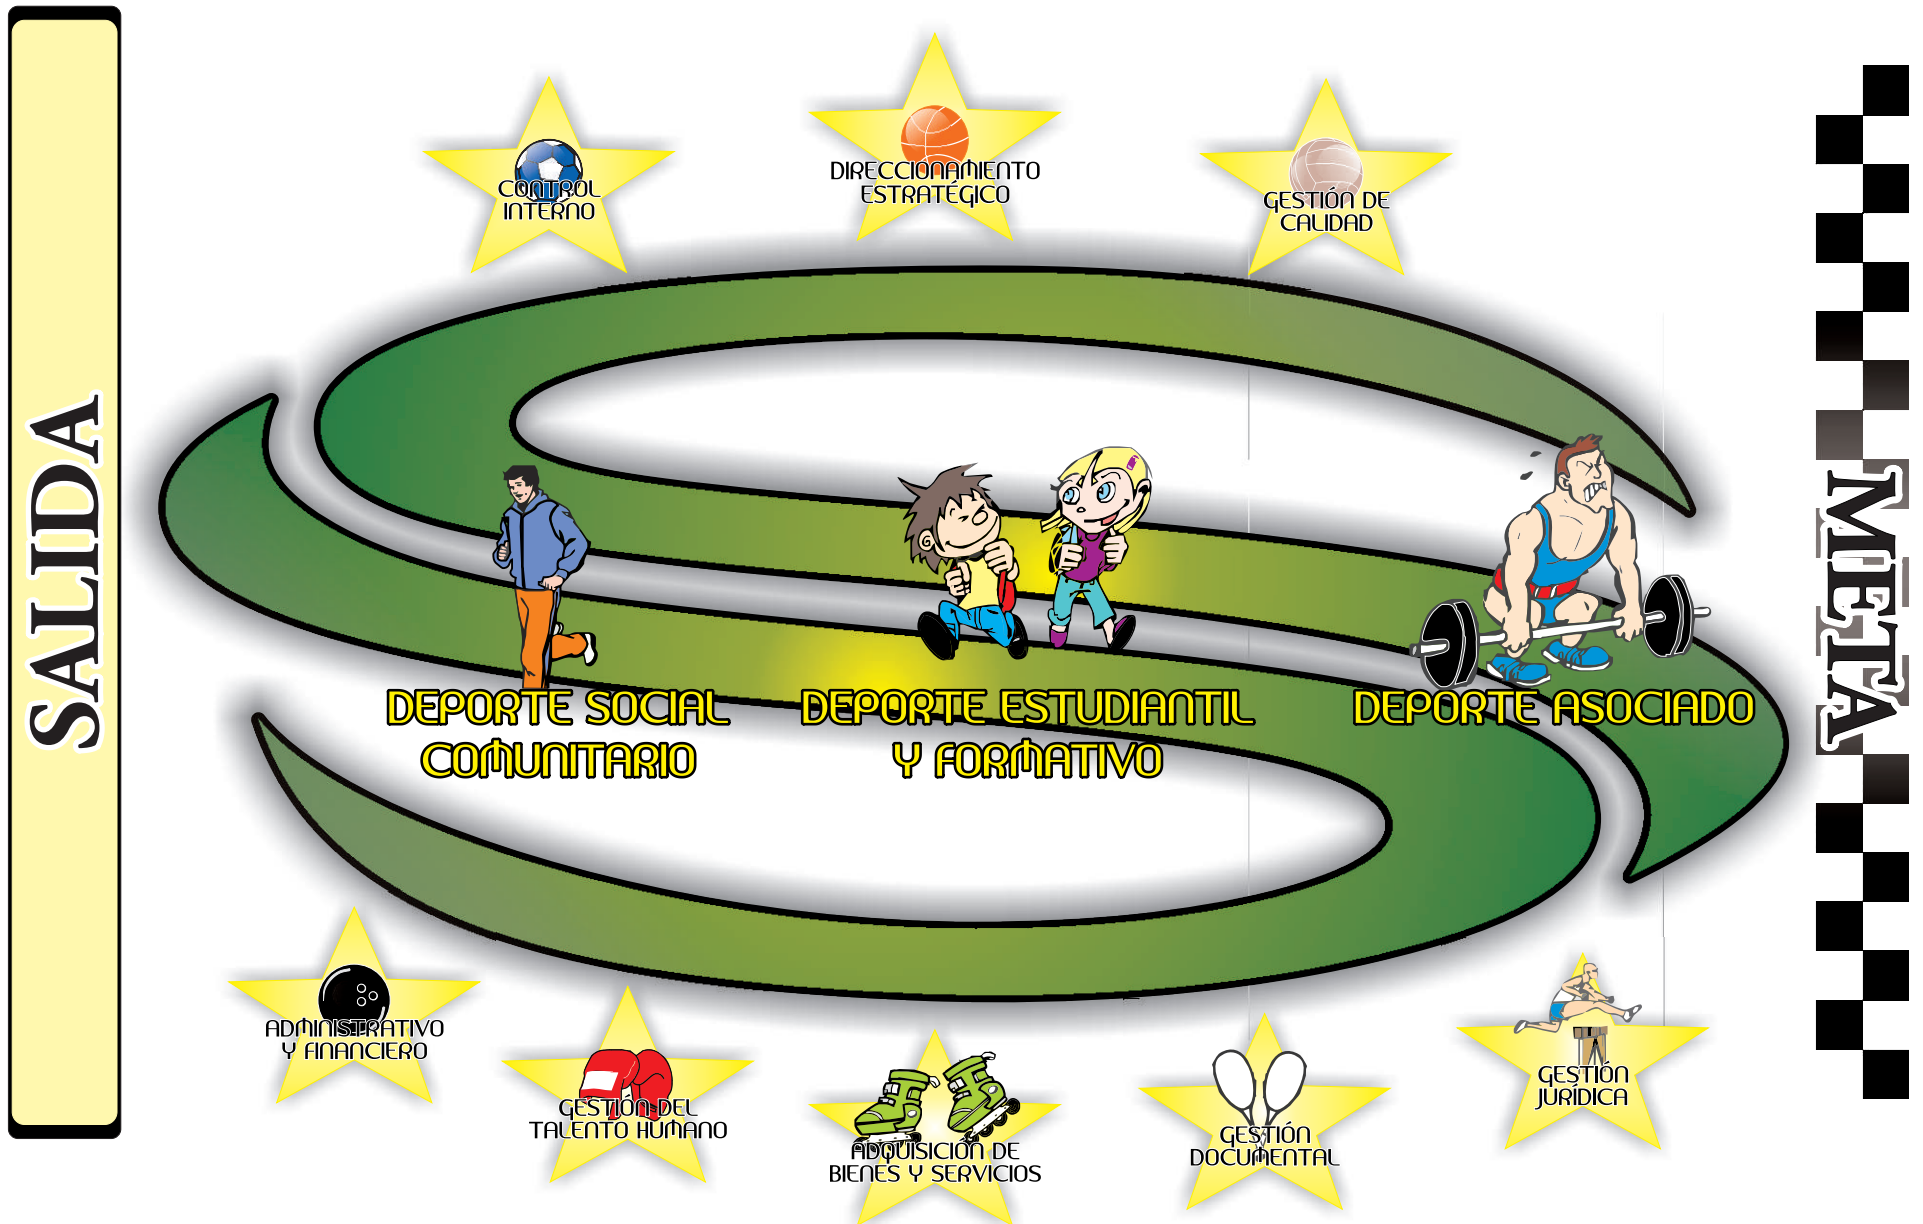 SALIDA
CONTROL
INTERNO
DIRECCIONAMIENTO
ESTRATÉGICO
GESTIÓN DE
CALIDAD
META
DEPORTE SOCIAL
COMUNITARIO
DEPORTE ESTUDIANTIL
Y FORMATIVO
DEPORTE ASOCIADO
ADMINISTRATIVO
Y FINANCIERO
GESTIÓN DEL
TALENTO HUMANO
ADQUISICIÓN DE
BIENES Y SERVICIOS
GESTIÓN
DOCUMENTAL
GESTIÓN
JURÍDICA